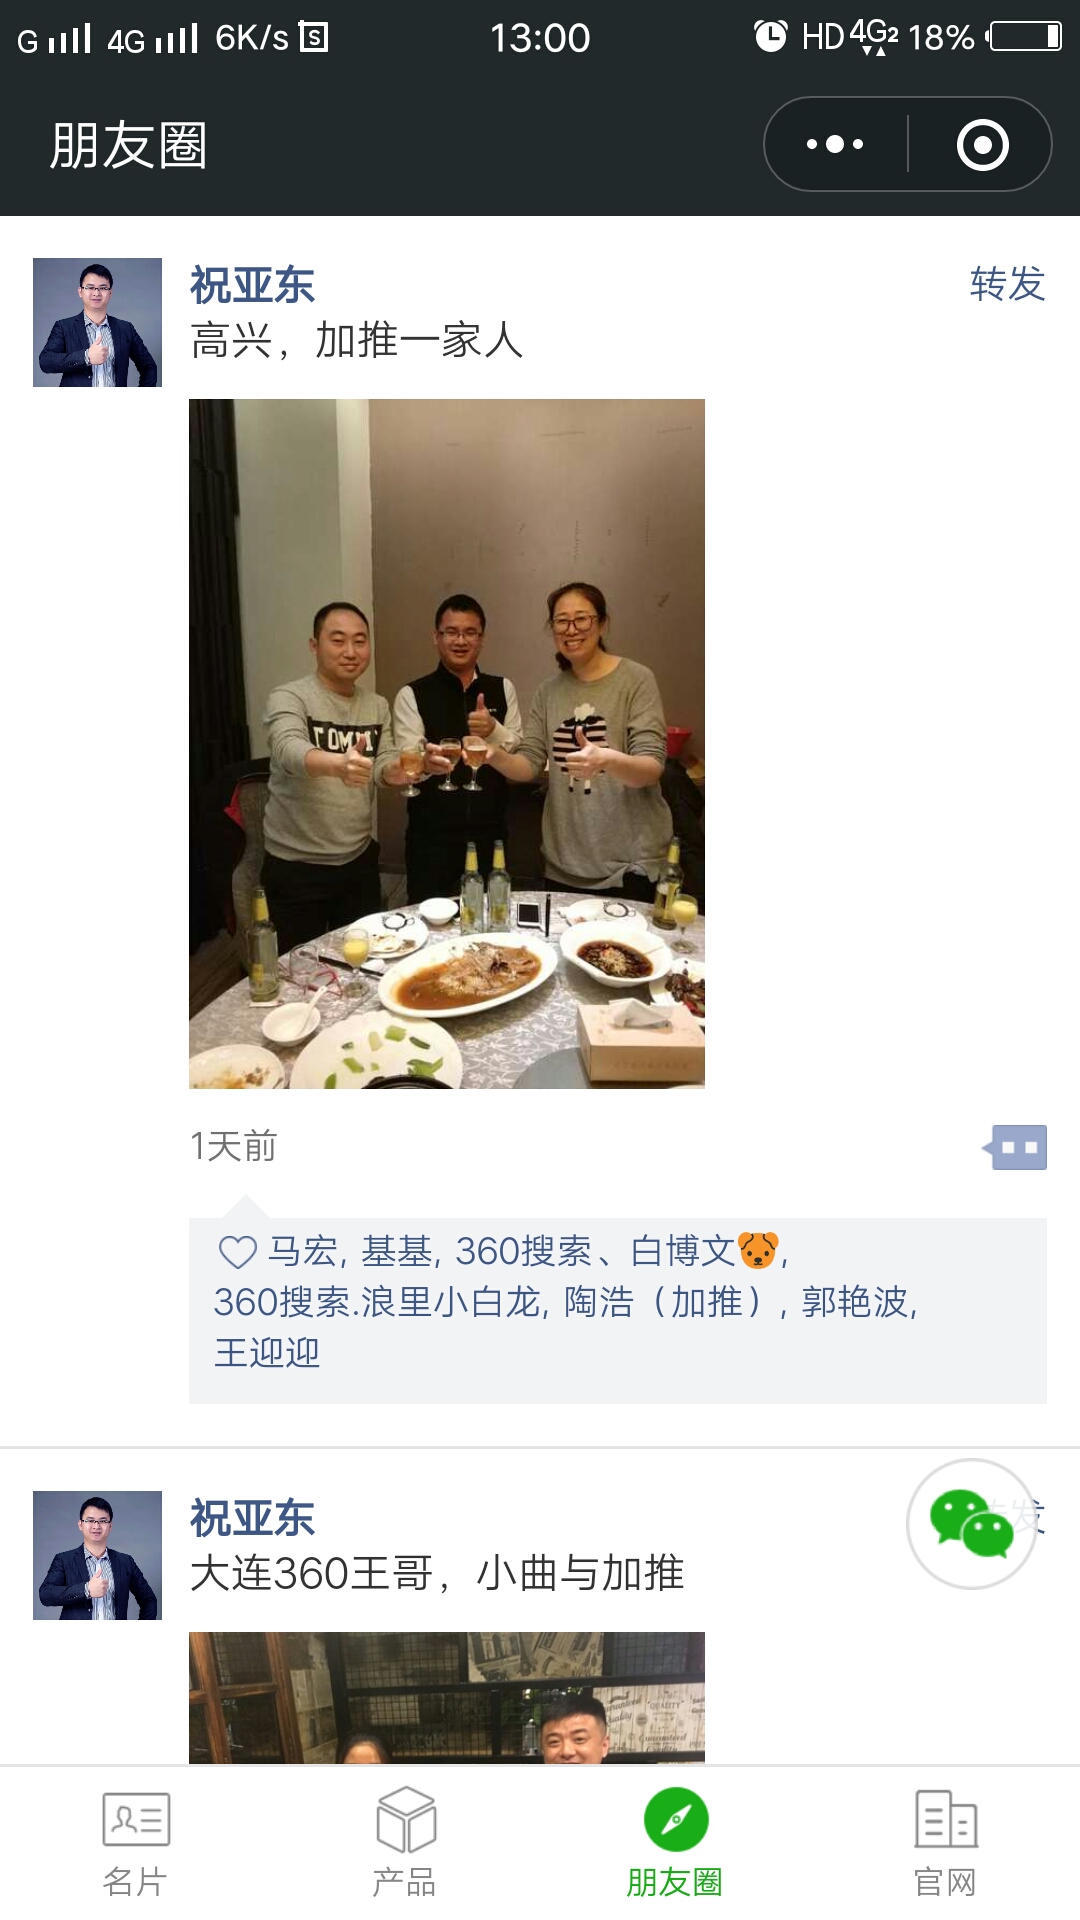 G 4G 6K/s S 13:00 HD 4G2 18%
朋友圈
祝亚东 转发
高兴，加推一家人
1天前
马宏, 基基, 360搜索、白博文🐶,
360搜索.浪里小白龙, 陶浩（加推）, 郭艳波,
王迎迎
祝亚东 发
大连360王哥，小曲与加推
名片 产品 朋友圈 官网